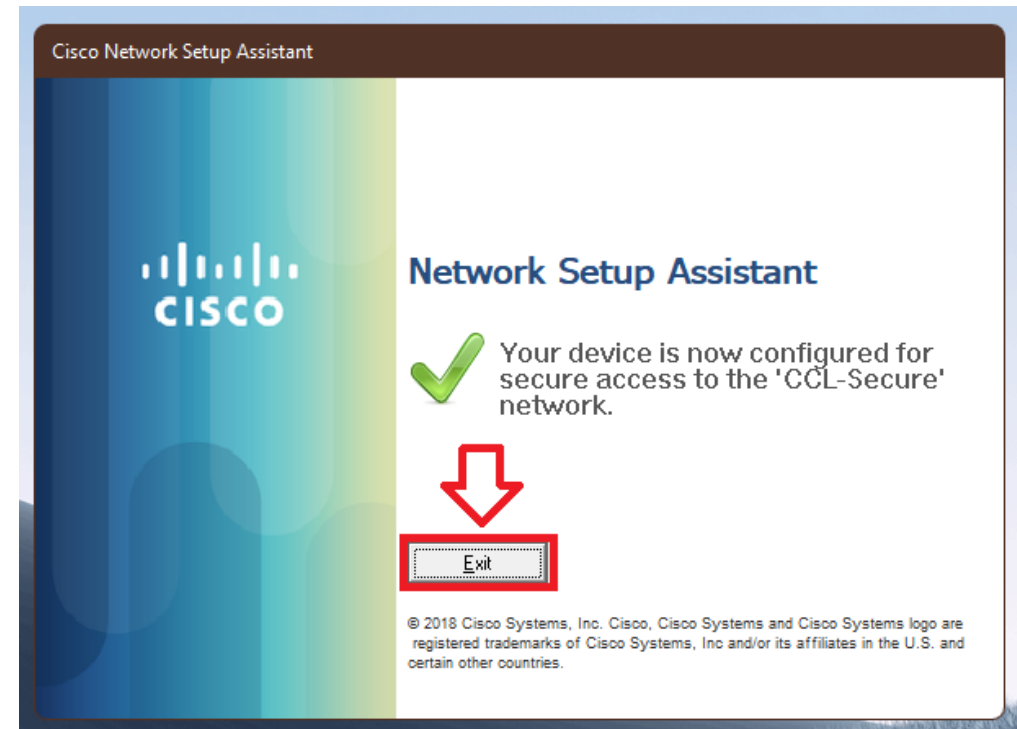 Cisco Network Setup Assistant
CISCO
Network Setup Assistant
Your device is now configured for
secure access to the 'CCL-Secure'
network.
Exit
© 2018 Cisco Systems, Inc. Cisco, Cisco Systems and Cisco Systems logo are
registered trademarks of Cisco Systems, Inc and/or its affiliates in the U.S. and
certain other countries.